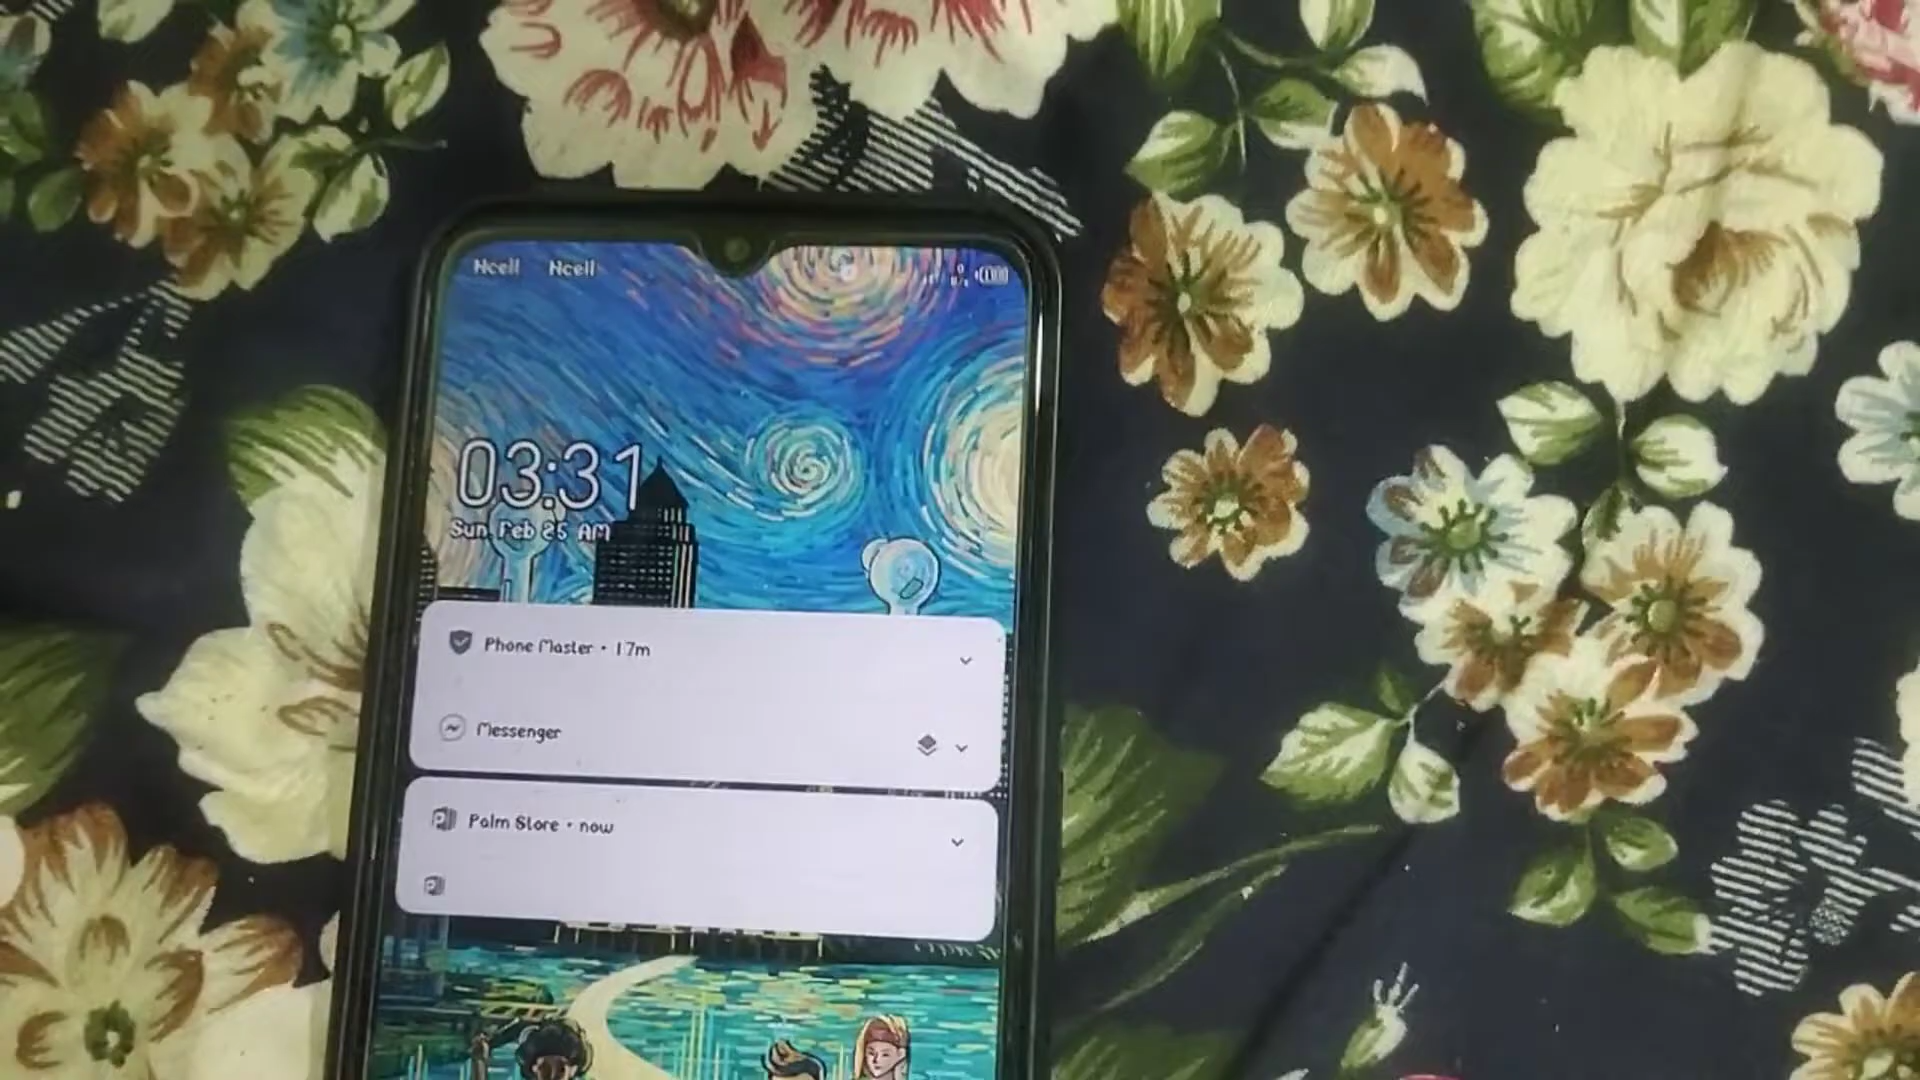 Ncell Ncell
03:31
Sun, Feb 25 AM
Phone Master • 17m
Messenger
Palm Store • now